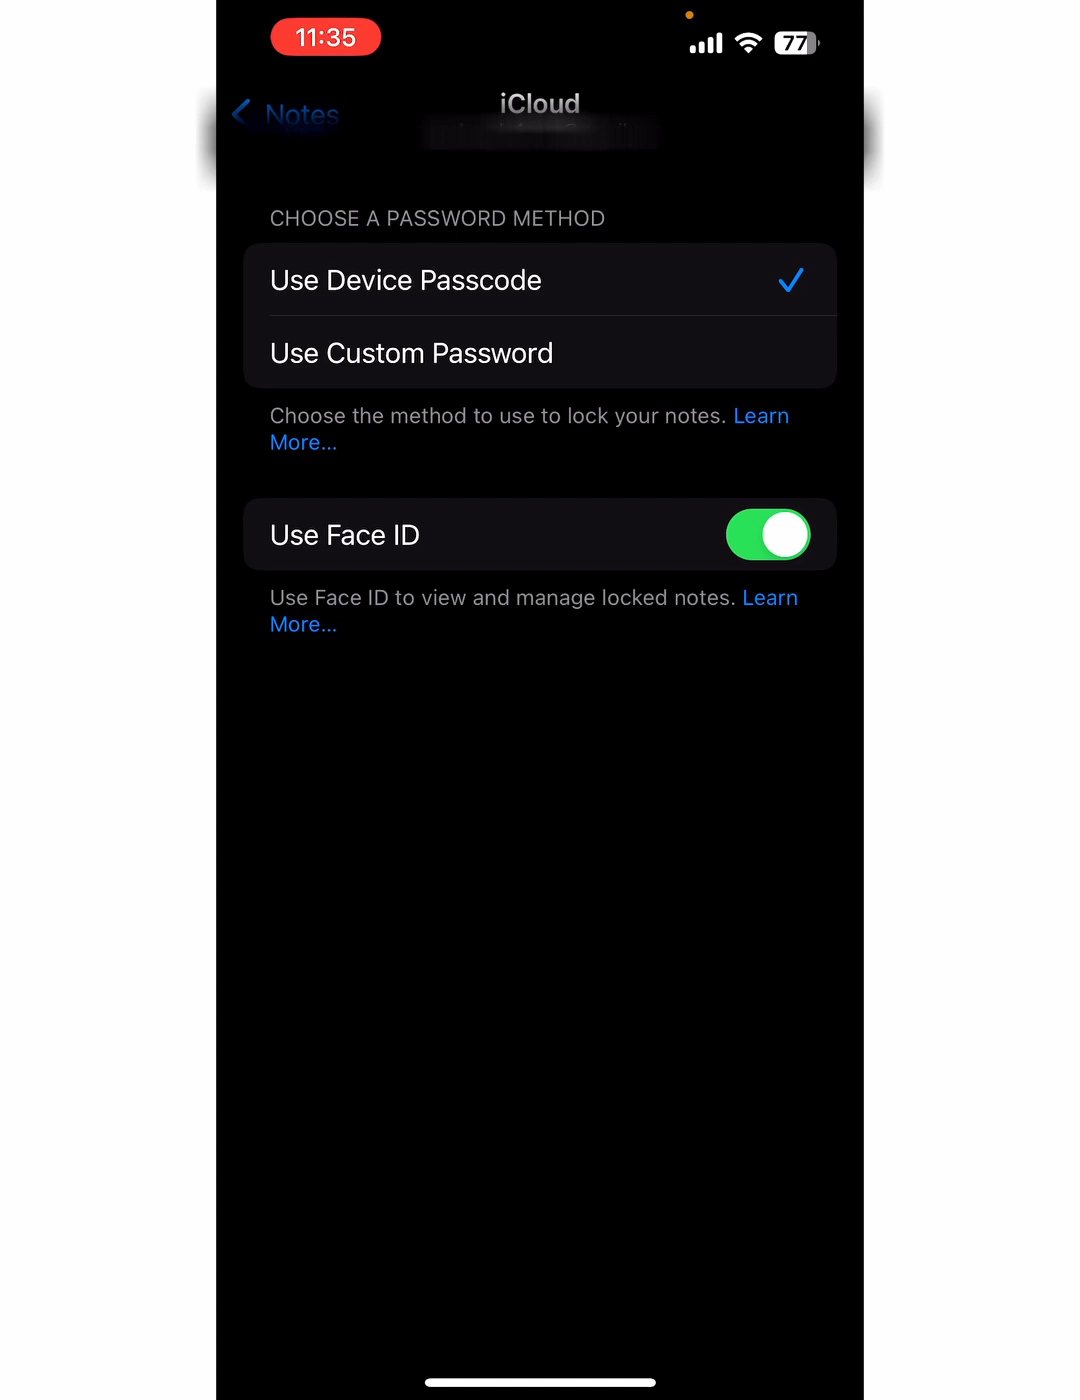 11:35
77
Notes
iCloud
CHOOSE A PASSWORD METHOD
Use Device Passcode
Use Custom Password
Choose the method to use to lock your notes. Learn
More...
Use Face ID
Use Face ID to view and manage locked notes. Learn
More...